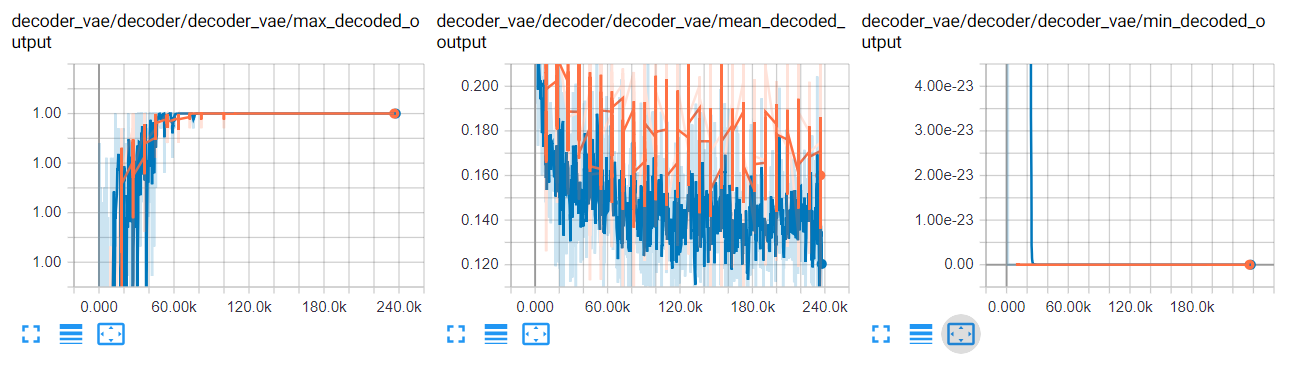 decoder_vae/decoder/decoder_vae/max_decoded_o
utput
1.00
1.00
1.00
1.00
0.000 60.00k 120.0k 180.0k 240.0k
decoder_vae/decoder/decoder_vae/mean_decoded_
output
0.200
0.180
0.160
0.140
0.120
0.000 60.00k 120.0k 180.0k 240.0k
decoder_vae/decoder/decoder_vae/min_decoded_o
utput
4.00e-23
3.00e-23
2.00e-23
1.00e-23
0.00
0.000 60.00k 120.0k 180.0k